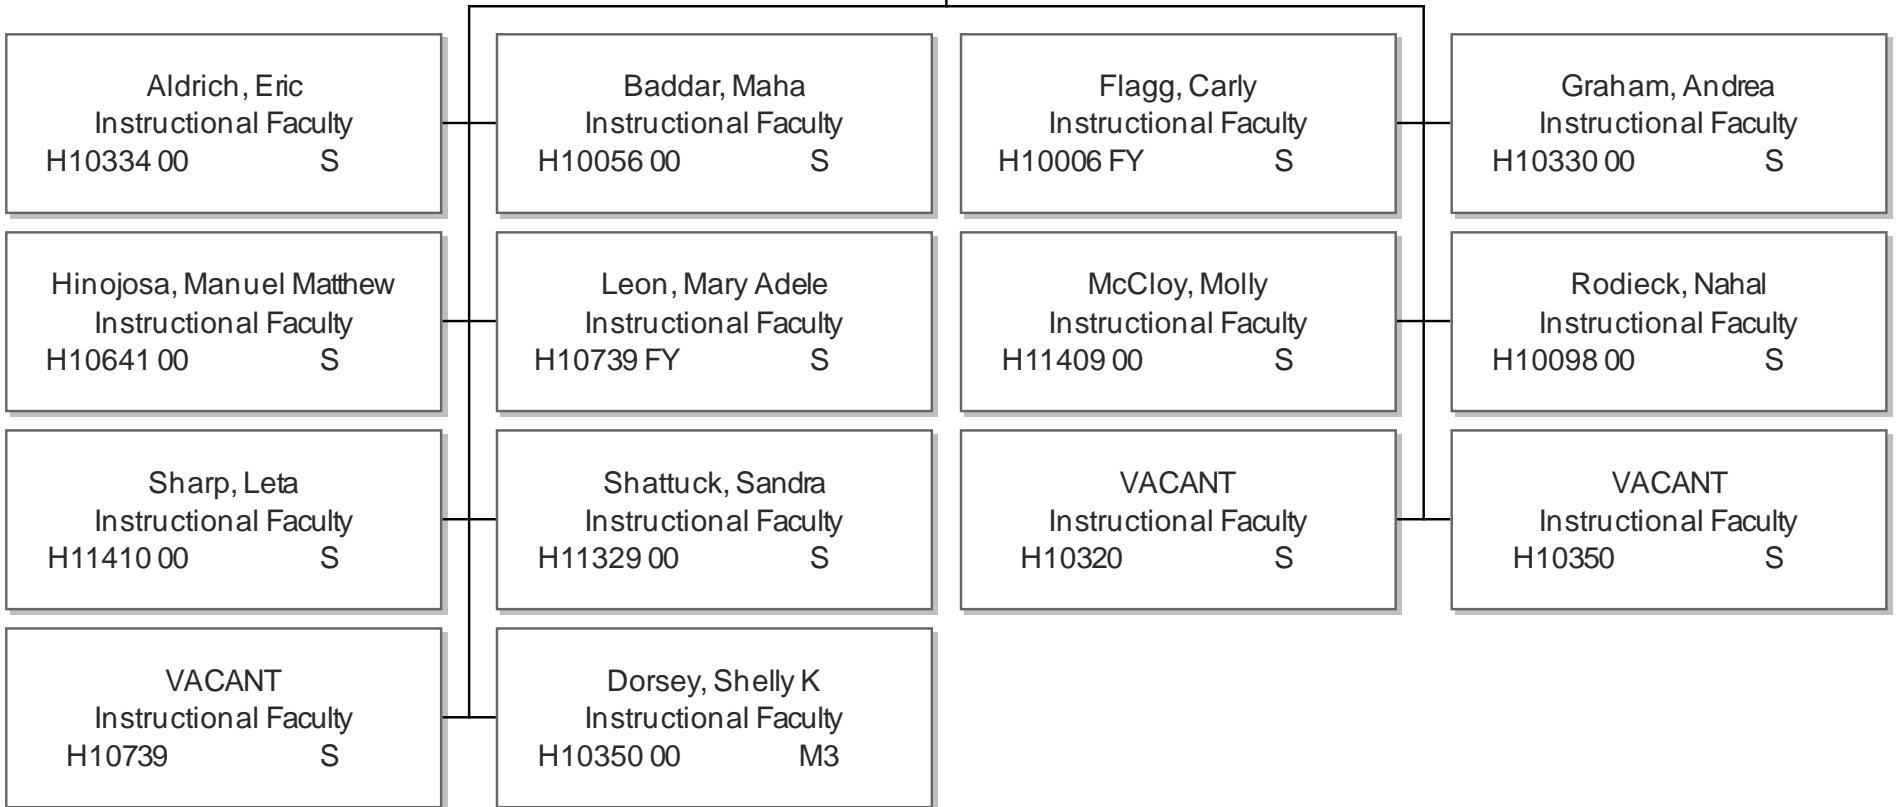 Aldrich, Eric
Instructional Faculty
H10334 00 S
Baddar, Maha
Instructional Faculty
H10056 00 S
Flagg, Carly
Instructional Faculty
H10006 FY S
Graham, Andrea
Instructional Faculty
H10330 00 S
Hinojosa, Manuel Matthew
Instructional Faculty
H10641 00 S
Leon, Mary Adele
Instructional Faculty
H10739 FY S
McCloy, Molly
Instructional Faculty
H11409 00 S
Rodieck, Nahal
Instructional Faculty
H10098 00 S
Sharp, Leta
Instructional Faculty
H11410 00 S
Shattuck, Sandra
Instructional Faculty
H11329 00 S
VACANT
Instructional Faculty
H10320 S
VACANT
Instructional Faculty
H10350 S
VACANT
Instructional Faculty
H10739 S
Dorsey, Shelly K
Instructional Faculty
H10350 00 M3